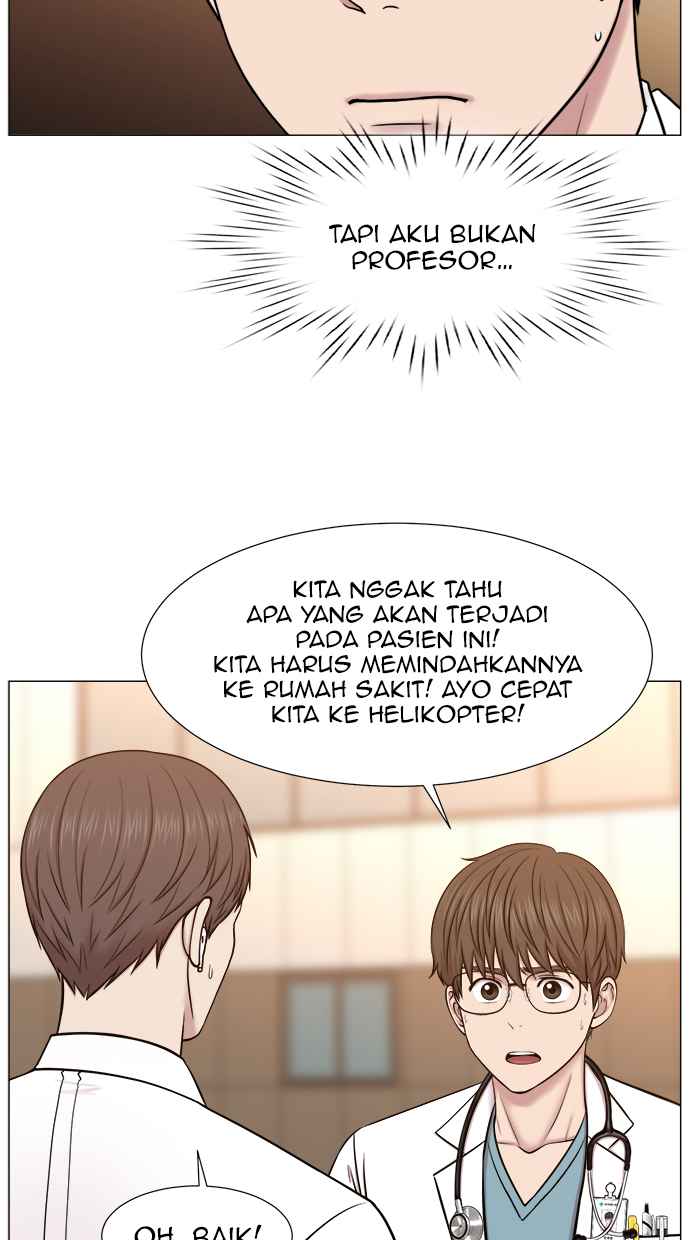 TAPI AKU BUKAN
PROFESOR...
KITA NGGAK TAHU
APA YANG AKAN TERJADI
PADA PASIEN INI!
KITA HARUS MEMINDAHKANNYA
KE RUMAH SAKIT! AYO CEPAT
KITA KE HELIKOPTER!
OH, BAIK!